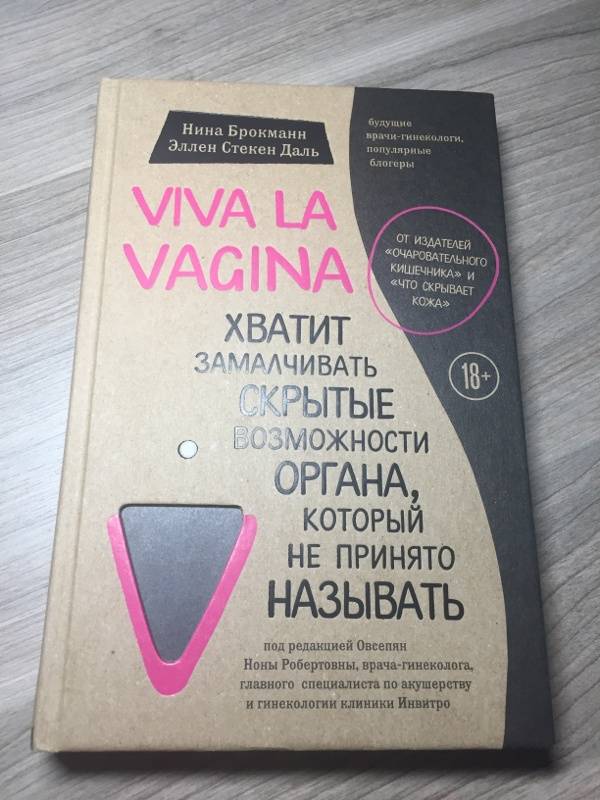 Нина Брокманн
Эллен Стекен Даль
будущие
врачи-гинекологи,
популярные
блогеры
VIVA LA
VAGINA
ОТ ИЗДАТЕЛЕЙ
«ОЧАРОВАТЕЛЬНОГО
КИШЕЧНИКА» И
«ЧТО СКРЫВАЕТ
КОЖА»
ХВАТИТ
ЗАМАЛЧИВАТЬ
СКРЫТЫЕ
ВОЗМОЖНОСТИ
ОРГАНА,
КОТОРЫЙ
НЕ ПРИНЯТО
НАЗЫВАТЬ
18+
под редакцией Овсепян
Ноны Робертовны, врача-гинеколога,
главного специалиста по акушерству
и гинекологии клиники Инвитро